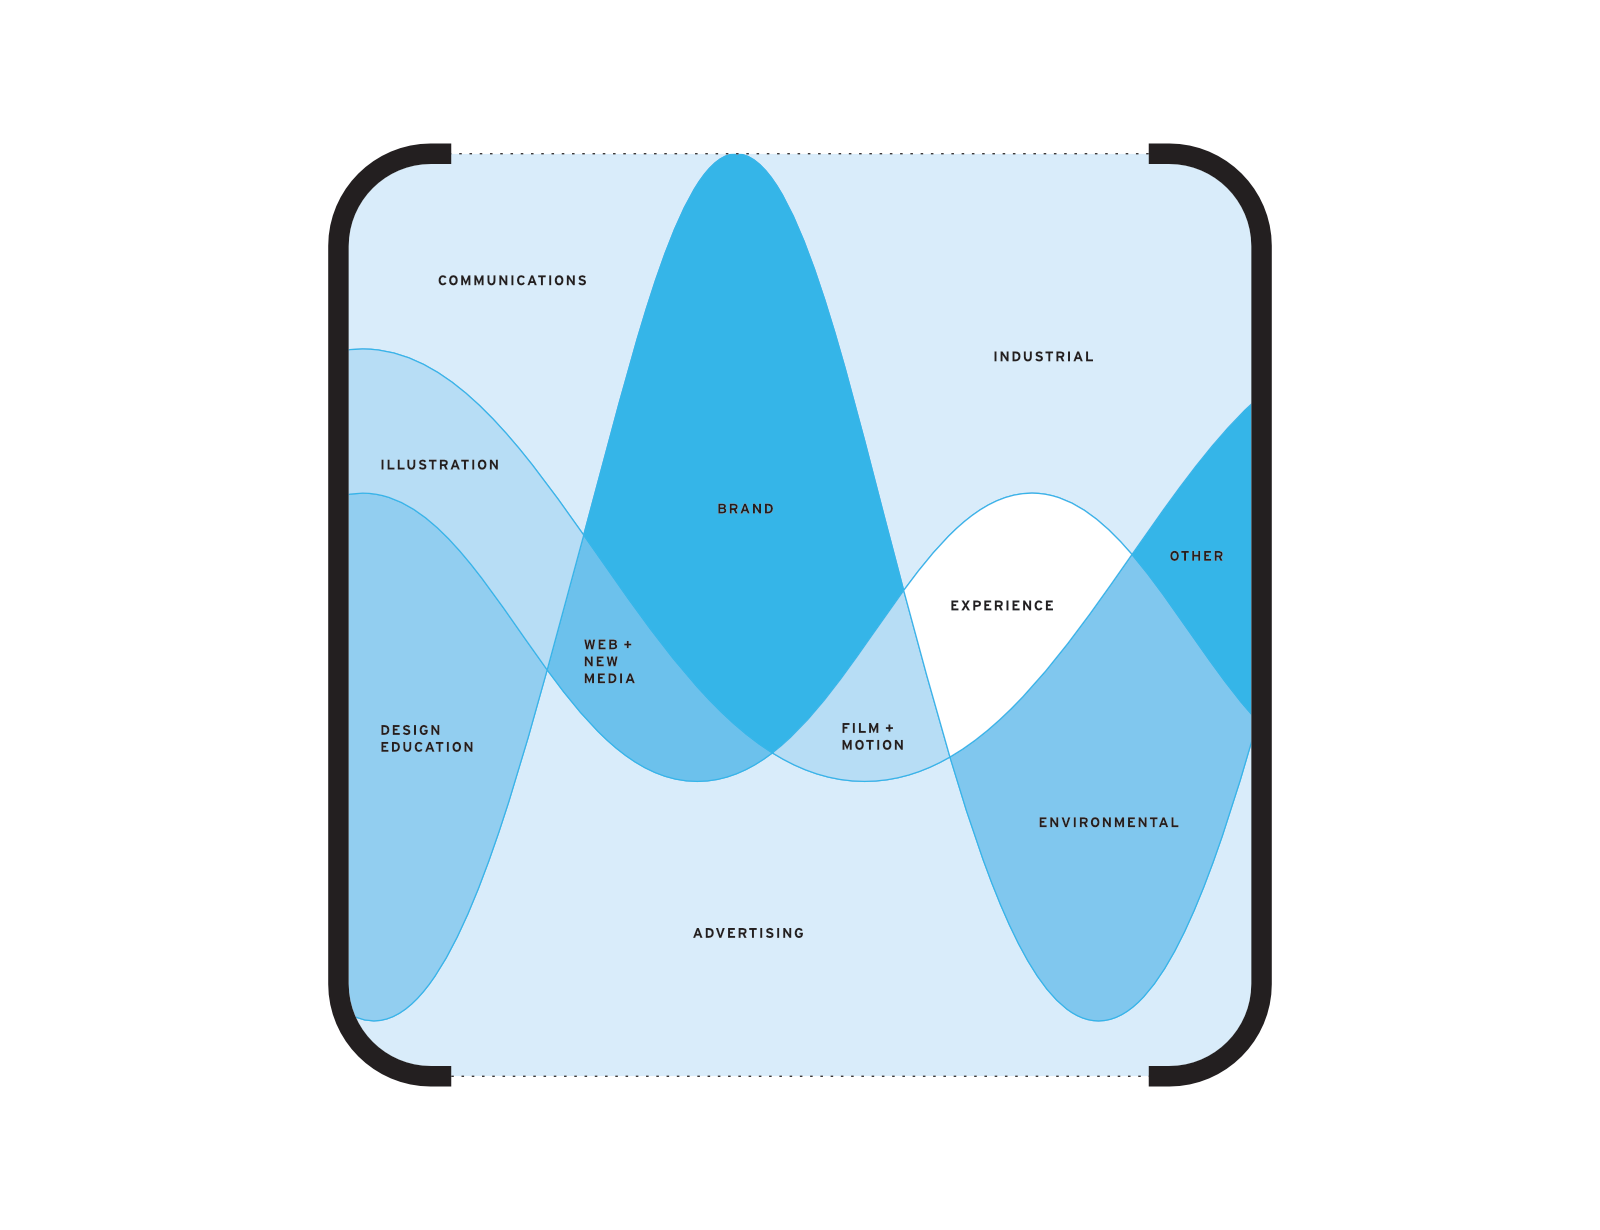 COMMUNICATIONS
INDUSTRIAL
ILLUSTRATION
BRAND
OTHER
EXPERIENCE
WEB +
NEW
MEDIA
DESIGN
EDUCATION
FILM +
MOTION
ENVIRONMENTAL
ADVERTISING